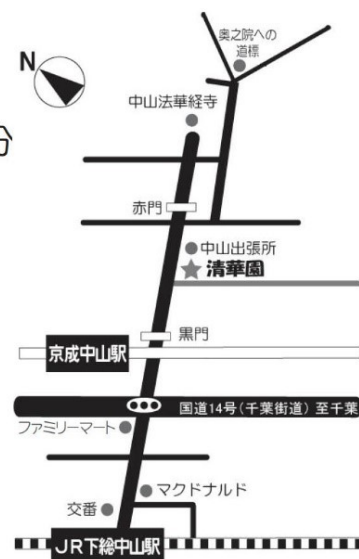 奥之院への
道標
N
中山法華経寺
分
赤門
中山出張所
清華園
黒門
京成中山駅
国道14号(千葉街道) 至千葉
ファミリーマート
マクドナルド
交番
JR下総中山駅